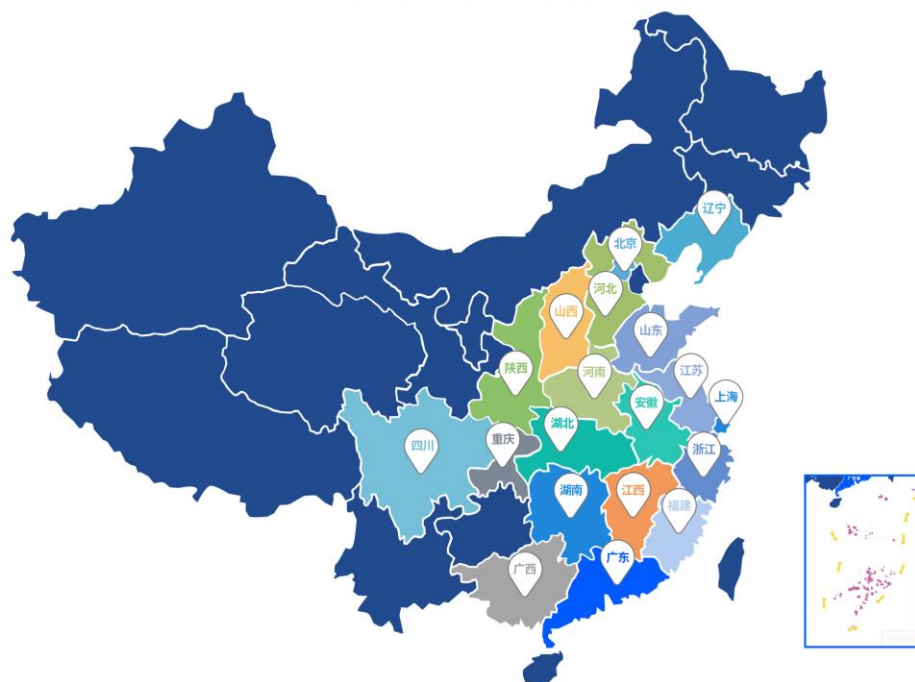 辽宁
北京
河北
山西
山东
陕西
河南
江苏
安徽
上海
湖北
重庆
四川
浙江
湖南
江西
福建
广东
广西